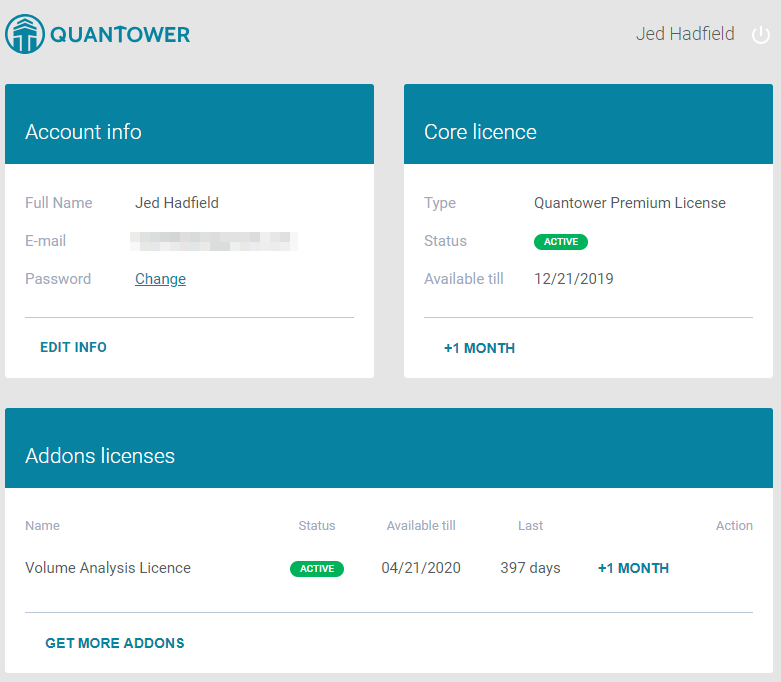 QUANTOWER
Jed Hadfield
Account info
Full Name Jed Hadfield
E-mail
Password Change
EDIT INFO
Core licence
Type Quantower Premium License
Status ACTIVE
Available till 12/21/2019
+1 MONTH
Addons licenses
Name Status Available till Last Action
Volume Analysis Licence ACTIVE 04/21/2020 397 days +1 MONTH
GET MORE ADDONS